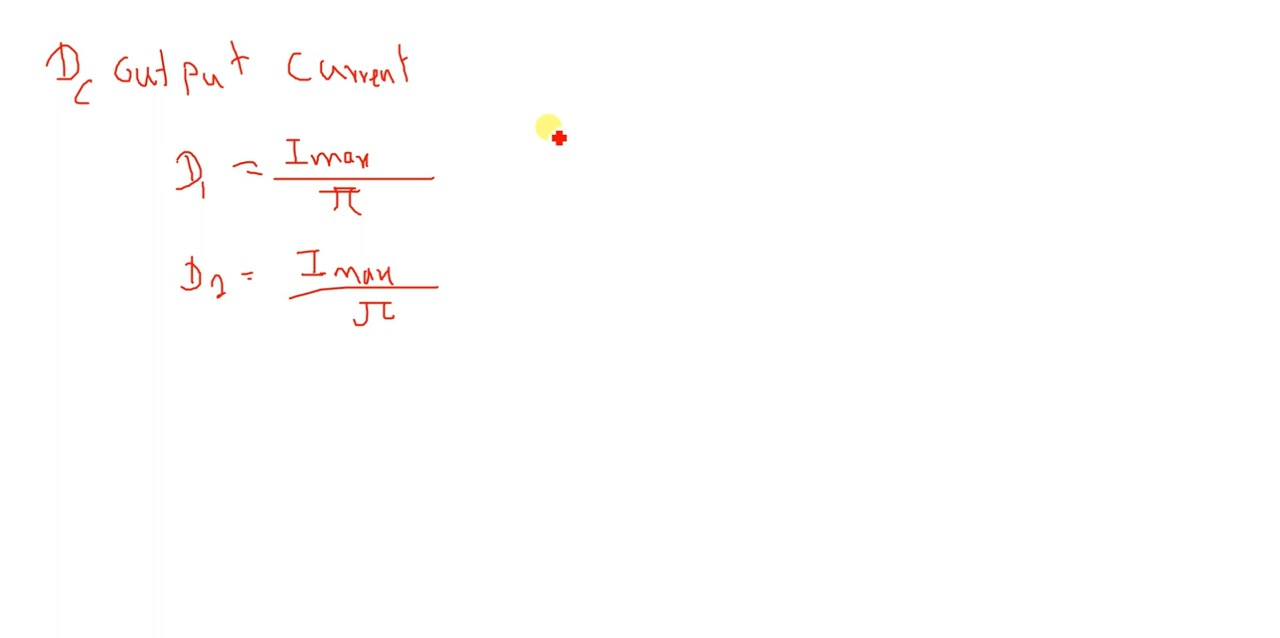 Dc output current
D₁ = Imax
π
D₂ = Imax
π